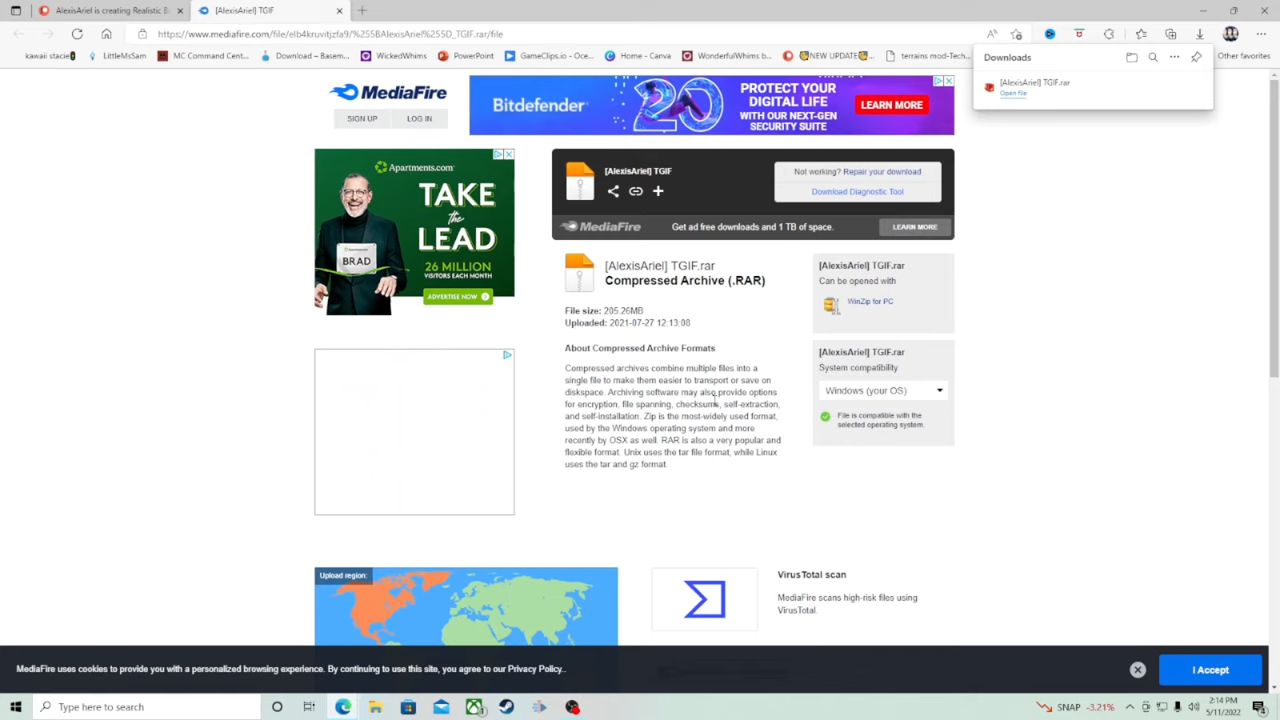 AlexisAriel is creating Realistic B
[AlexisAriel] TGIF
https://www.mediafire.com/file/elb4kruvitjzfa9/%255BAlexisAriel%255D_TGIF.rar/file
kawaii stacie
LittleMsSam
MC Command Cent...
Download – Basem...
WickedWhims
PowerPoint
GameClips.io - Oce...
Home - Canva
WonderfulWhims b...
NEW UPDATE
terrains mod-Tech...
Other favorites
Downloads
[AlexisAriel] TGIF.rar
Open file
MediaFire
SIGN UP
LOG IN
Bitdefender
20
PROTECT YOUR
DIGITAL LIFE
WITH OUR NEXT-GEN
SECURITY SUITE
LEARN MORE
Apartments.com
TAKE
the
LEAD
BRAD
26 MILLION
VISITORS EACH MONTH
ADVERTISE NOW
[AlexisAriel] TGIF
Not working? Repair your download
Download Diagnostic Tool
MediaFire
Get ad free downloads and 1 TB of space.
LEARN MORE
[AlexisAriel] TGIF.rar
Compressed Archive (.RAR)
File size: 205.26MB
Uploaded: 2021-07-27 12:13:08
About Compressed Archive Formats
Compressed archives combine multiple files into a
single file to make them easier to transport or save on
diskspace. Archiving software may also provide options
for encryption, file spanning, checksums, self-extraction,
and self-installation. Zip is the most-widely used format,
used by the Windows operating system and more
recently by OSX as well. RAR is also a very popular and
flexible format. Unix uses the tar file format, while Linux
uses the tar and gz format.
[AlexisAriel] TGIF.rar
Can be opened with
WinZip for PC
[AlexisAriel] TGIF.rar
System compatibility
Windows (your OS)
File is compatible with the
selected operating system.
Upload region:
VirusTotal scan
MediaFire scans high-risk files using
VirusTotal.
MediaFire uses cookies to provide you with a personalized browsing experience. By continuing to use this site, you agree to our Privacy Policy..
I Accept
Type here to search
SNAP -3.21%
2:14 PM
5/11/2022